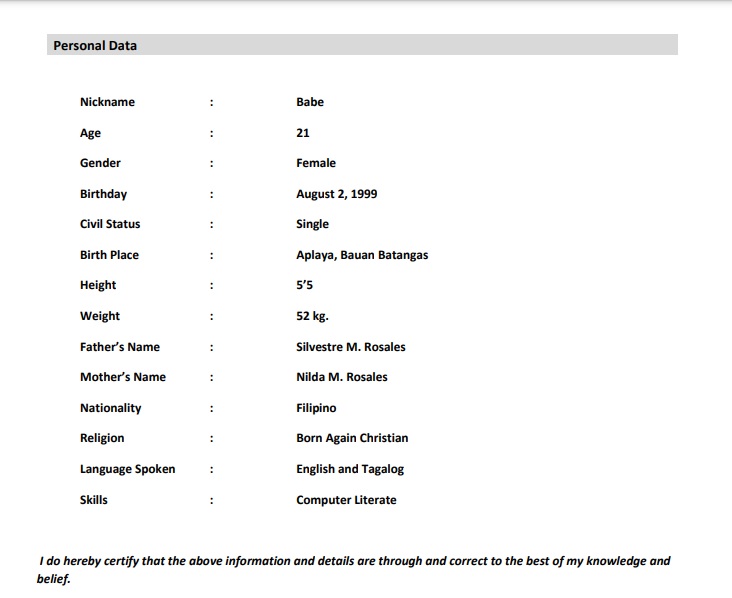 Personal Data
Nickname : Babe
Age : 21
Gender : Female
Birthday : August 2, 1999
Civil Status : Single
Birth Place : Aplaya, Bauan Batangas
Height : 5’5
Weight : 52 kg.
Father’s Name : Silvestre M. Rosales
Mother’s Name : Nilda M. Rosales
Nationality : Filipino
Religion : Born Again Christian
Language Spoken : English and Tagalog
Skills : Computer Literate
I do hereby certify that the above information and details are through and correct to the best of my knowledge and
belief.